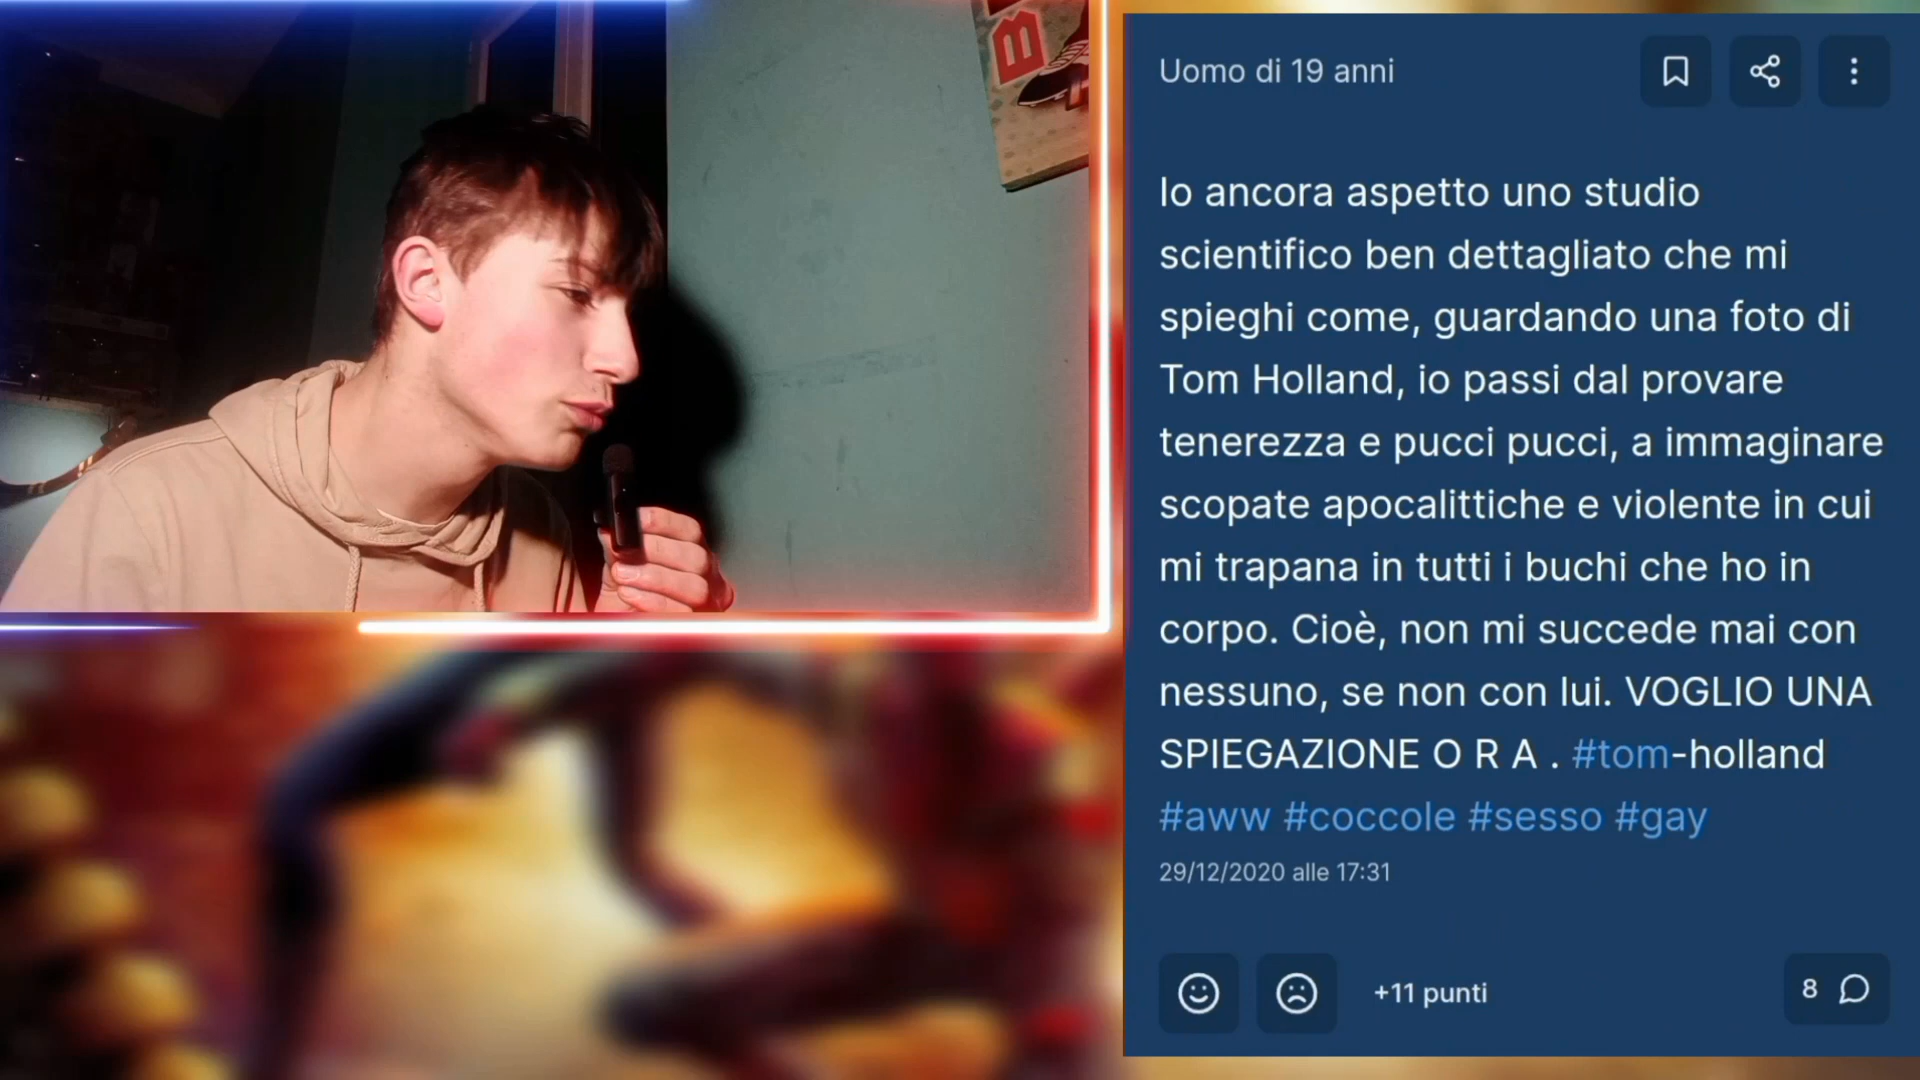 B
Uomo di 19 anni
Io ancora aspetto uno studio
scientifico ben dettagliato che mi
spieghi come, guardando una foto di
Tom Holland, io passi dal provare
tenerezza e pucci pucci, a immaginare
scopate apocalittiche e violente in cui
mi trapana in tutti i buchi che ho in
corpo. Cioè, non mi succede mai con
nessuno, se non con lui. VOGLIO UNA
SPIEGAZIONE O R A . #tom-holland
#aww #coccole #sesso #gay
29/12/2020 alle 17:31
+11 punti
8